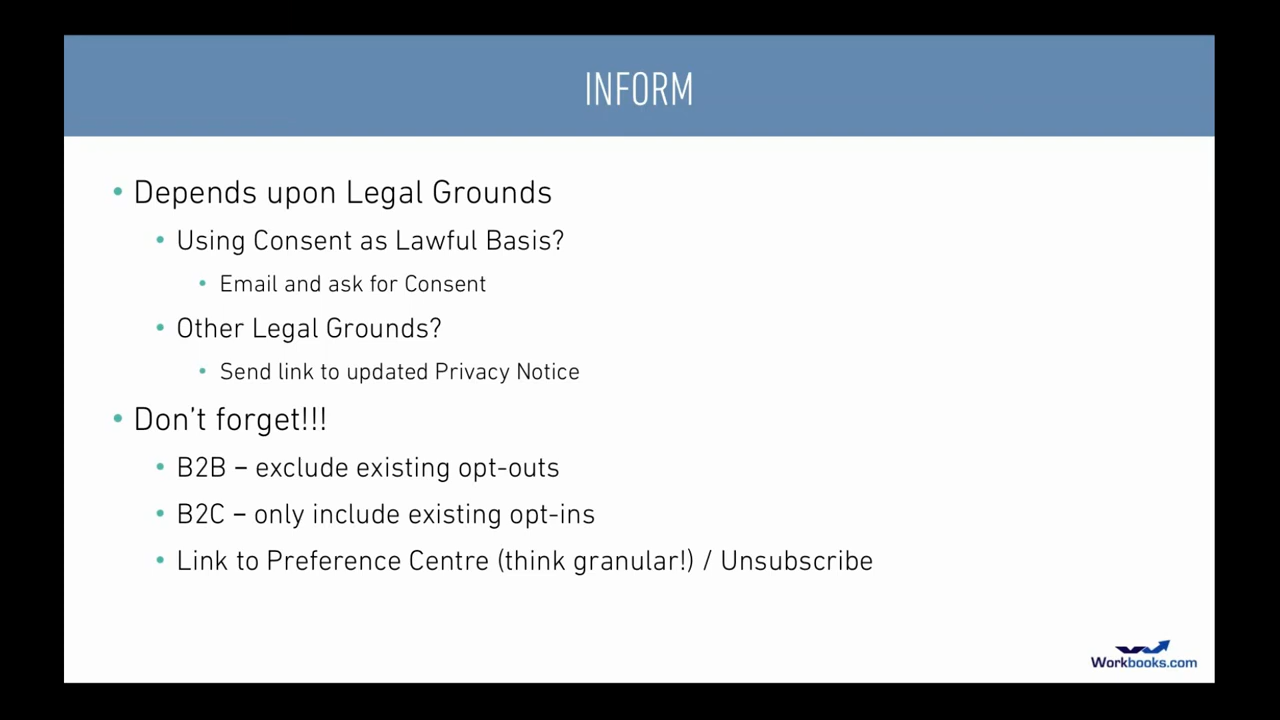 INFORM
• Depends upon Legal Grounds
• Using Consent as Lawful Basis?
• Email and ask for Consent
• Other Legal Grounds?
• Send link to updated Privacy Notice
• Don't forget!!!
• B2B – exclude existing opt-outs
• B2C – only include existing opt-ins
• Link to Preference Centre (think granular!) / Unsubscribe
Workbooks.com